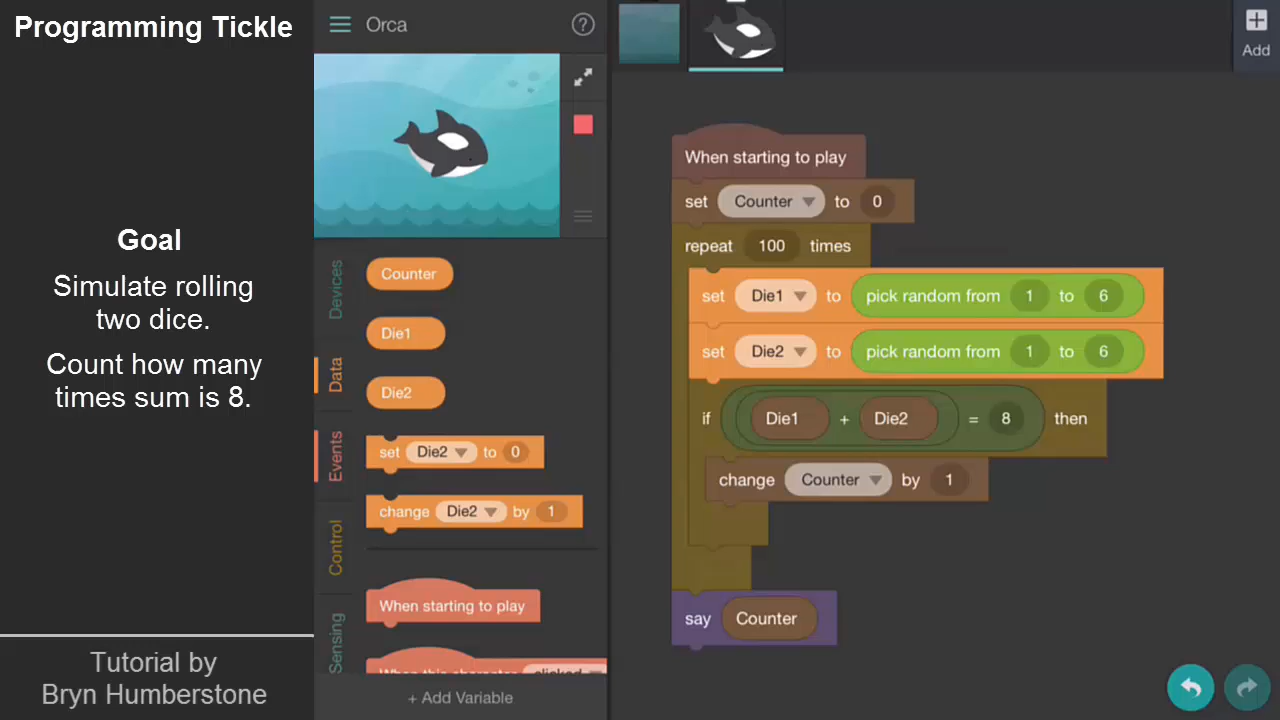 Programming Tickle
Goal
Simulate rolling
two dice.
Count how many
times sum is 8.
Tutorial by
Bryn Humberstone
Orca
?
Devices
Data
Events
Control
Sensing
Counter
Die1
Die2
set Die2 to 0
change Die2 by 1
When starting to play
When this character clicked
+ Add Variable
Add
When starting to play
set Counter to 0
repeat 100 times
set Die1 to pick random from 1 to 6
set Die2 to pick random from 1 to 6
if Die1 + Die2 = 8 then
change Counter by 1
say Counter